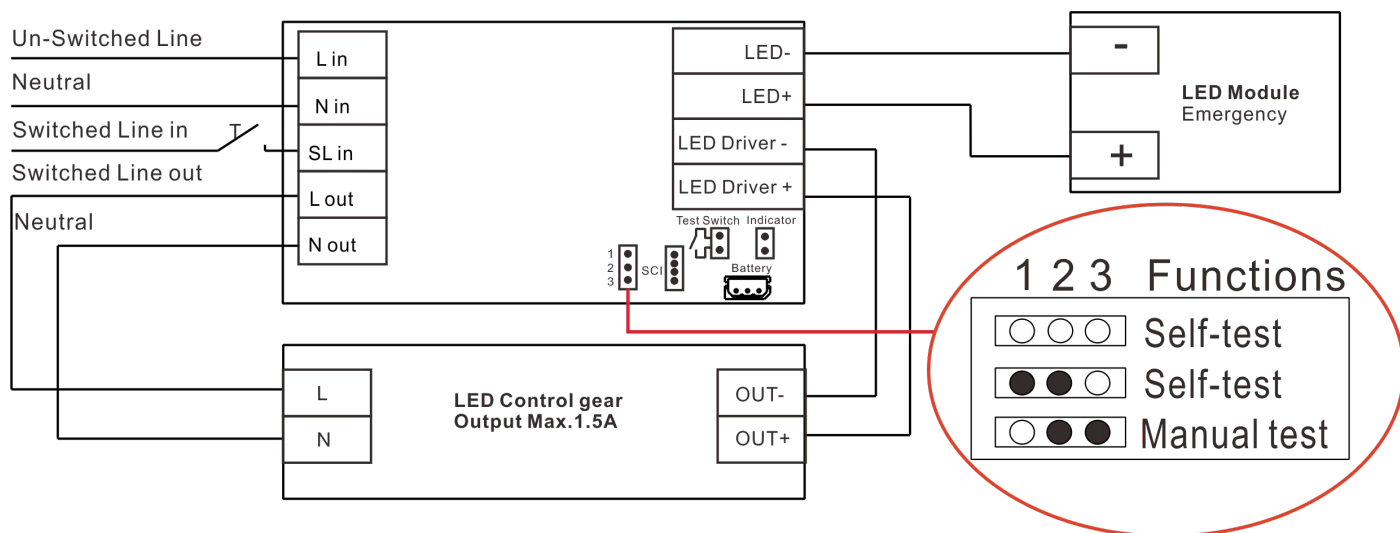 Un-Switched Line
Neutral
Switched Line in
T
Switched Line out
Neutral
L in
N in
SL in
L out
N out
LED-
LED+
LED Driver -
LED Driver +
Test Switch Indicator
1
2
3
SCI
Battery
-
+
LED Module
Emergency
L
N
LED Control gear
Output Max.1.5A
OUT-
OUT+
1 2 3 Functions
Self-test
Self-test
Manual test